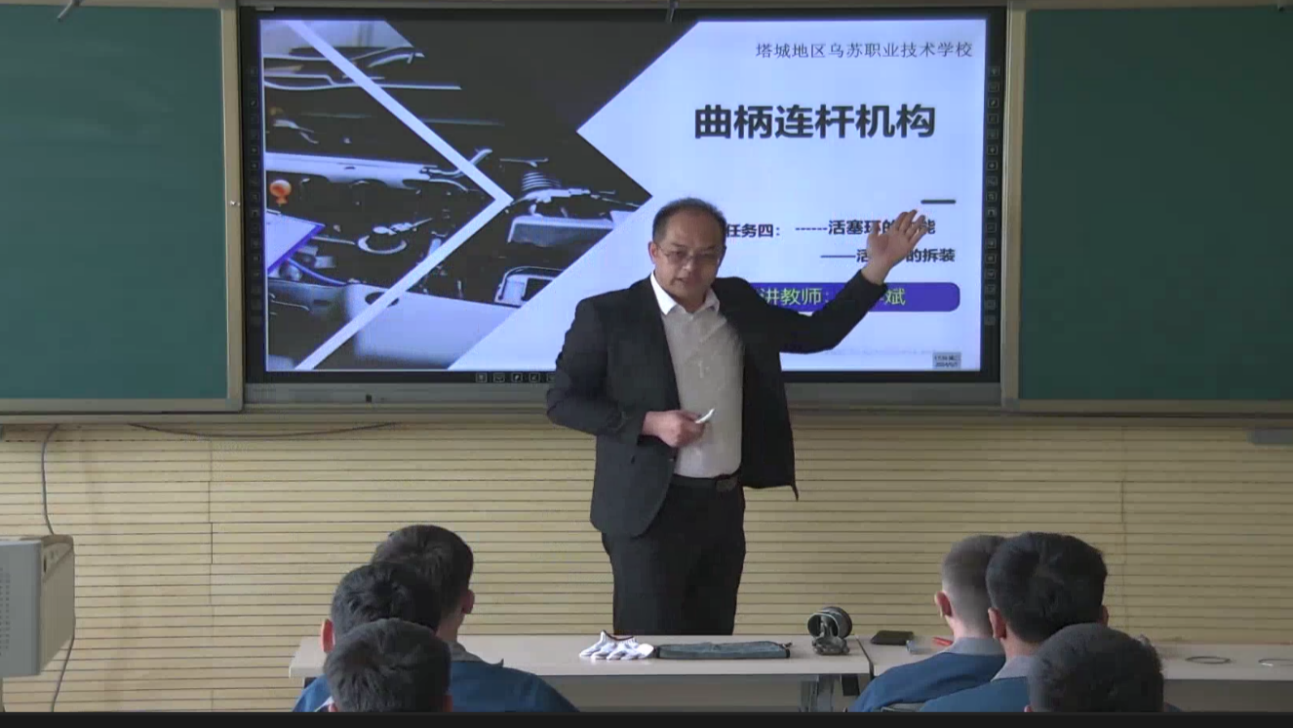 塔城地区乌苏职业技术学校
曲柄连杆机构
任务四： ------活塞环的 能
——活 的拆装
讲教师： 斌